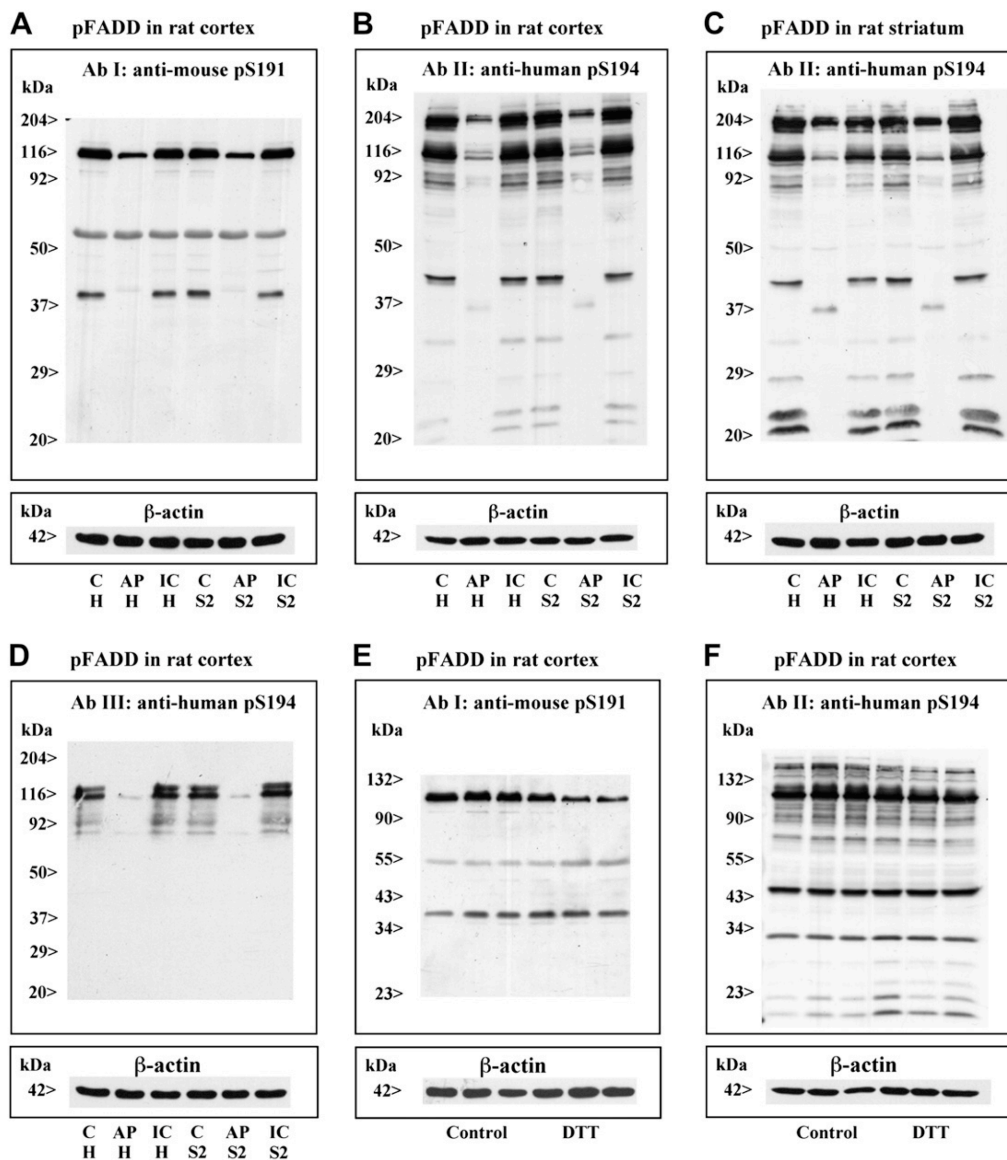 A
pFADD in rat cortex
Ab I: anti-mouse pS191
kDa
204>
116>
92>
50>
37>
29>
20>
kDa
β-actin
42>
C AP IC C AP IC
H H H S2 S2 S2
B
pFADD in rat cortex
Ab II: anti-human pS194
kDa
204>
116>
92>
50>
37>
29>
20>
kDa
β-actin
42>
C AP IC C AP IC
H H H S2 S2 S2
C
pFADD in rat striatum
Ab II: anti-human pS194
kDa
204>
116>
92>
50>
37>
29>
20>
kDa
β-actin
42>
C AP IC C AP IC
H H H S2 S2 S2
D
pFADD in rat cortex
Ab III: anti-human pS194
kDa
204>
116>
92>
50>
37>
29>
20>
kDa
β-actin
42>
C AP IC C AP IC
H H H S2 S2 S2
E
pFADD in rat cortex
Ab I: anti-mouse pS191
kDa
132>
90>
55>
43>
34>
23>
kDa
β-actin
42>
Control DTT
F
pFADD in rat cortex
Ab II: anti-human pS194
kDa
132>
90>
55>
43>
34>
23>
kDa
β-actin
42>
Control DTT